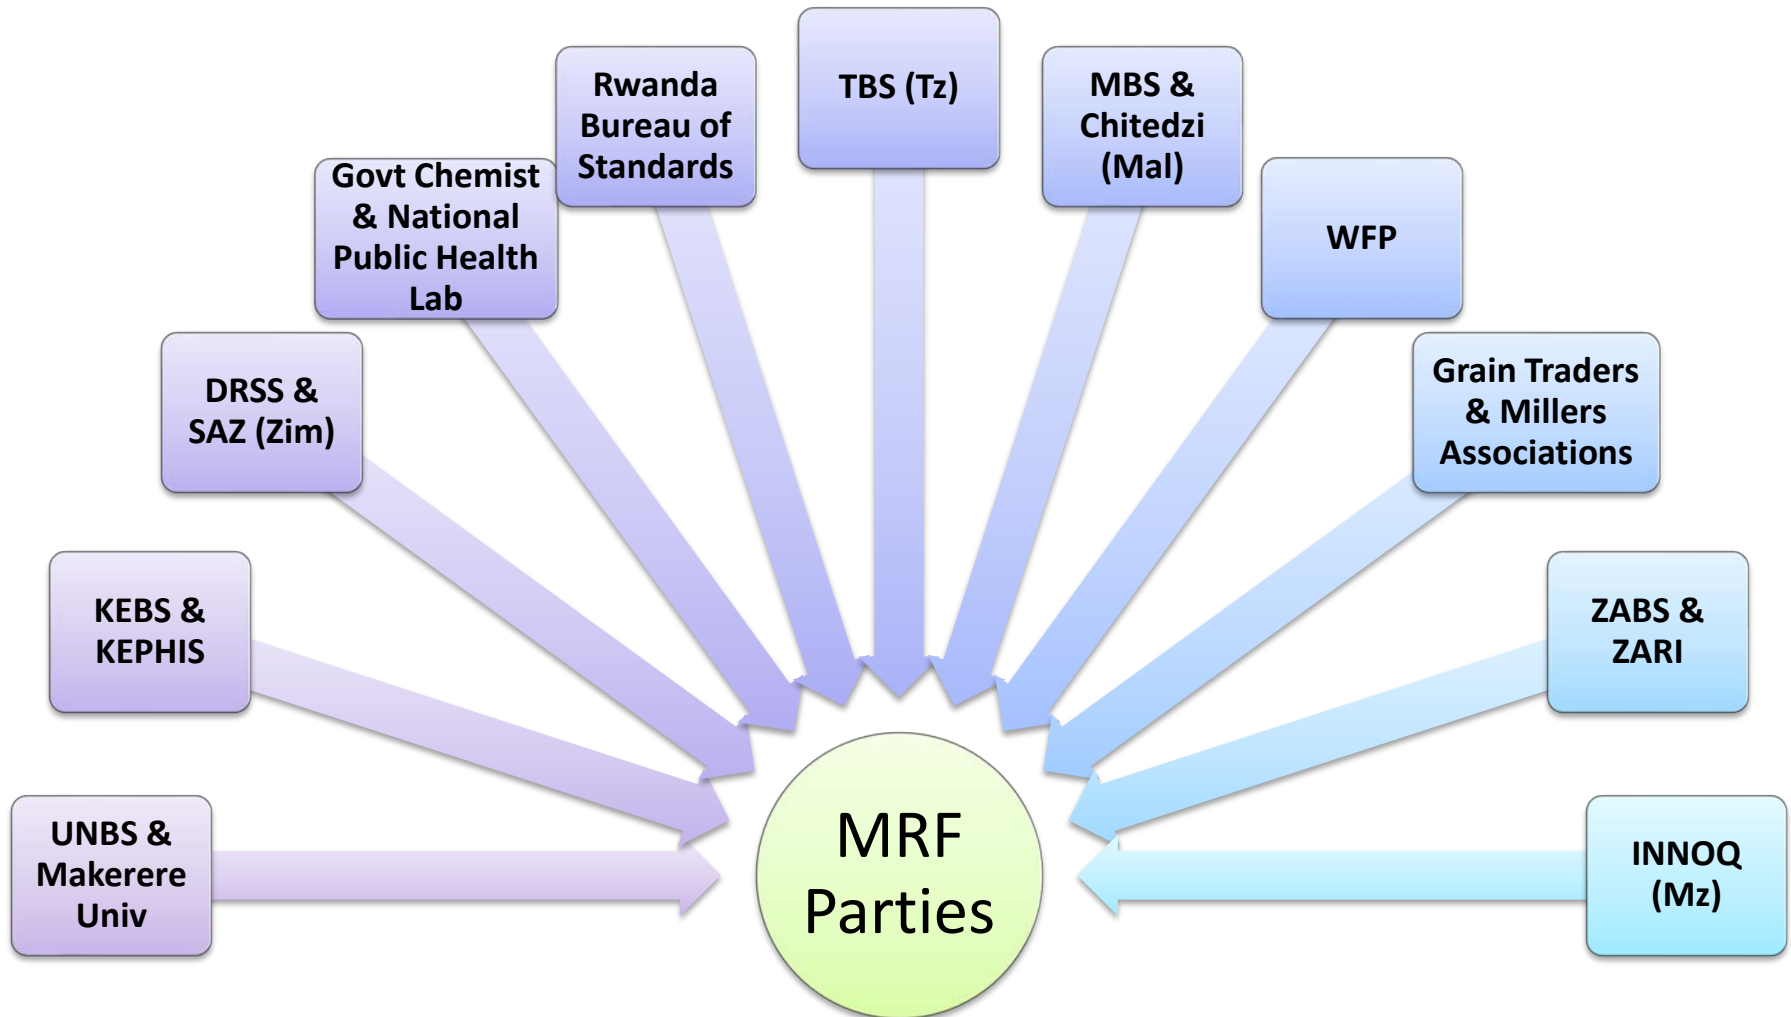 UNBS &
Makerere
Univ
KEBS &
KEPHIS
DRSS &
SAZ (Zim)
Govt Chemist
& National
Public Health
Lab
Rwanda
Bureau of
Standards
TBS (Tz)
MBS &
Chitedzi
(Mal)
WFP
Grain Traders
& Millers
Associations
ZABS &
ZARI
INNOQ
(Mz)
MRF
Parties